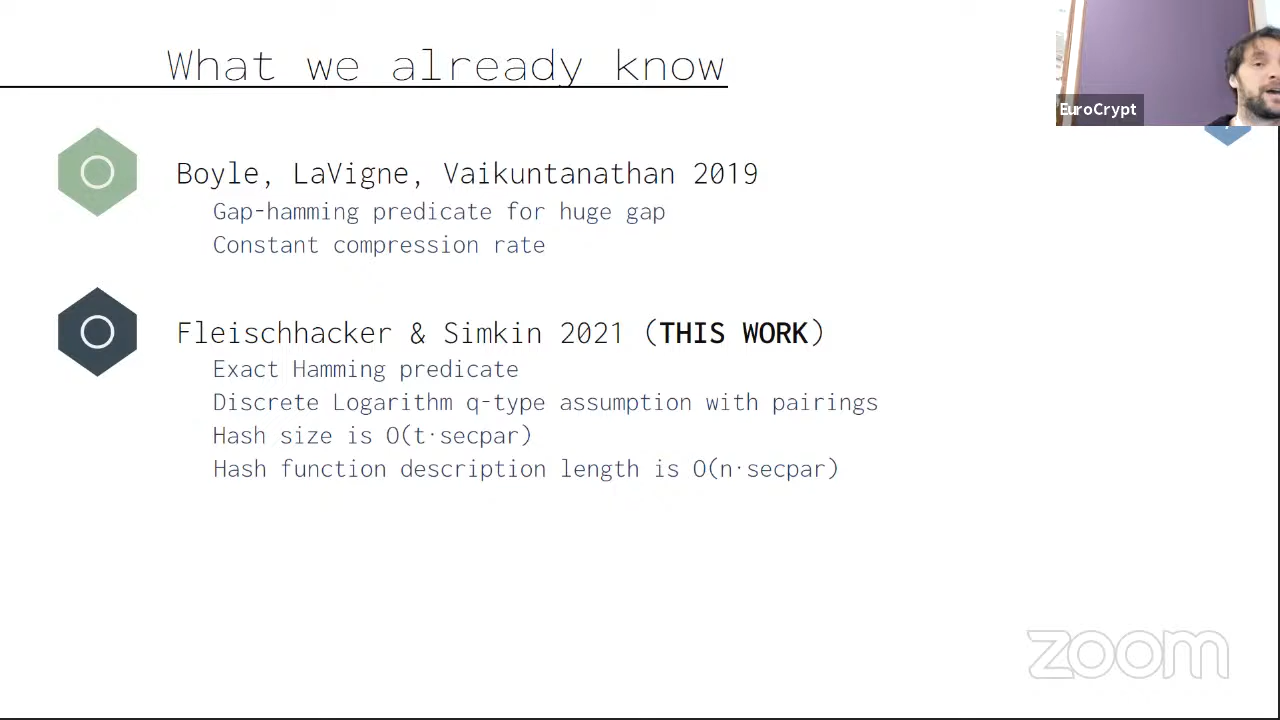 What we already know
EuroCrypt
Boyle, LaVigne, Vaikuntanathan 2019
Gap-hamming predicate for huge gap
Constant compression rate
Fleischhacker & Simkin 2021 (THIS WORK)
Exact Hamming predicate
Discrete Logarithm q-type assumption with pairings
Hash size is O(t·secpar)
Hash function description length is O(n·secpar)
zoom